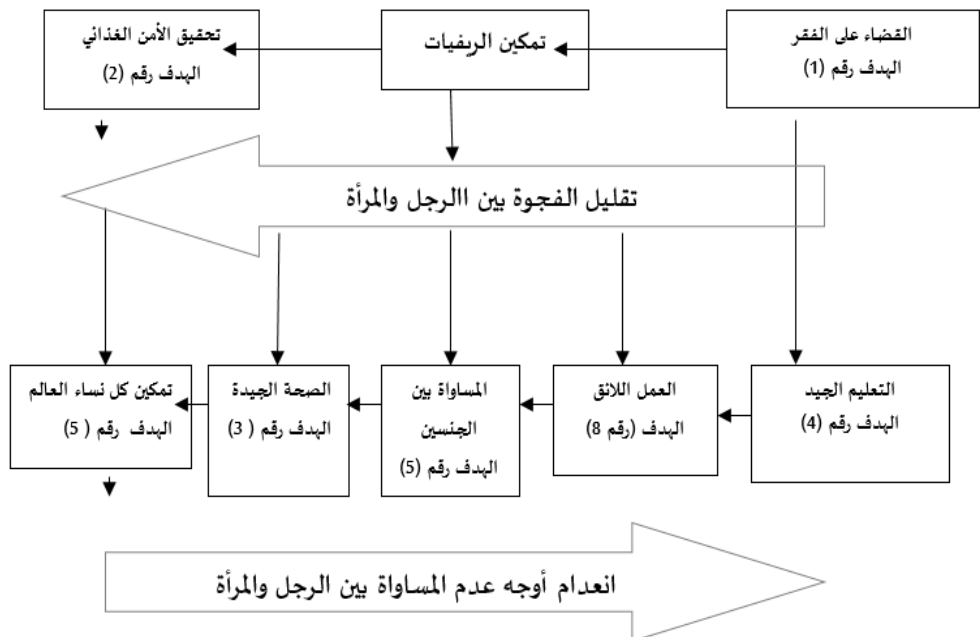 القضاء على الفقر
الهدف رقم (1)
تمكين الريفيات
تحقيق الأمن الغذائي
الهدف رقم (2)
تقليل الفجوة بين االرجل والمرأة
التعليم الجيد
الهدف رقم (4)
العمل اللائق
الهدف (رقم 8)
المساواة بين
الجنسين
الهدف رقم (5)
الصحة الجيدة
الهدف رقم ( 3)
تمكين كل نساء العالم
الهدف رقم ( 5)
انعدام أوجه عدم المساواة بين الرجل والمرأة